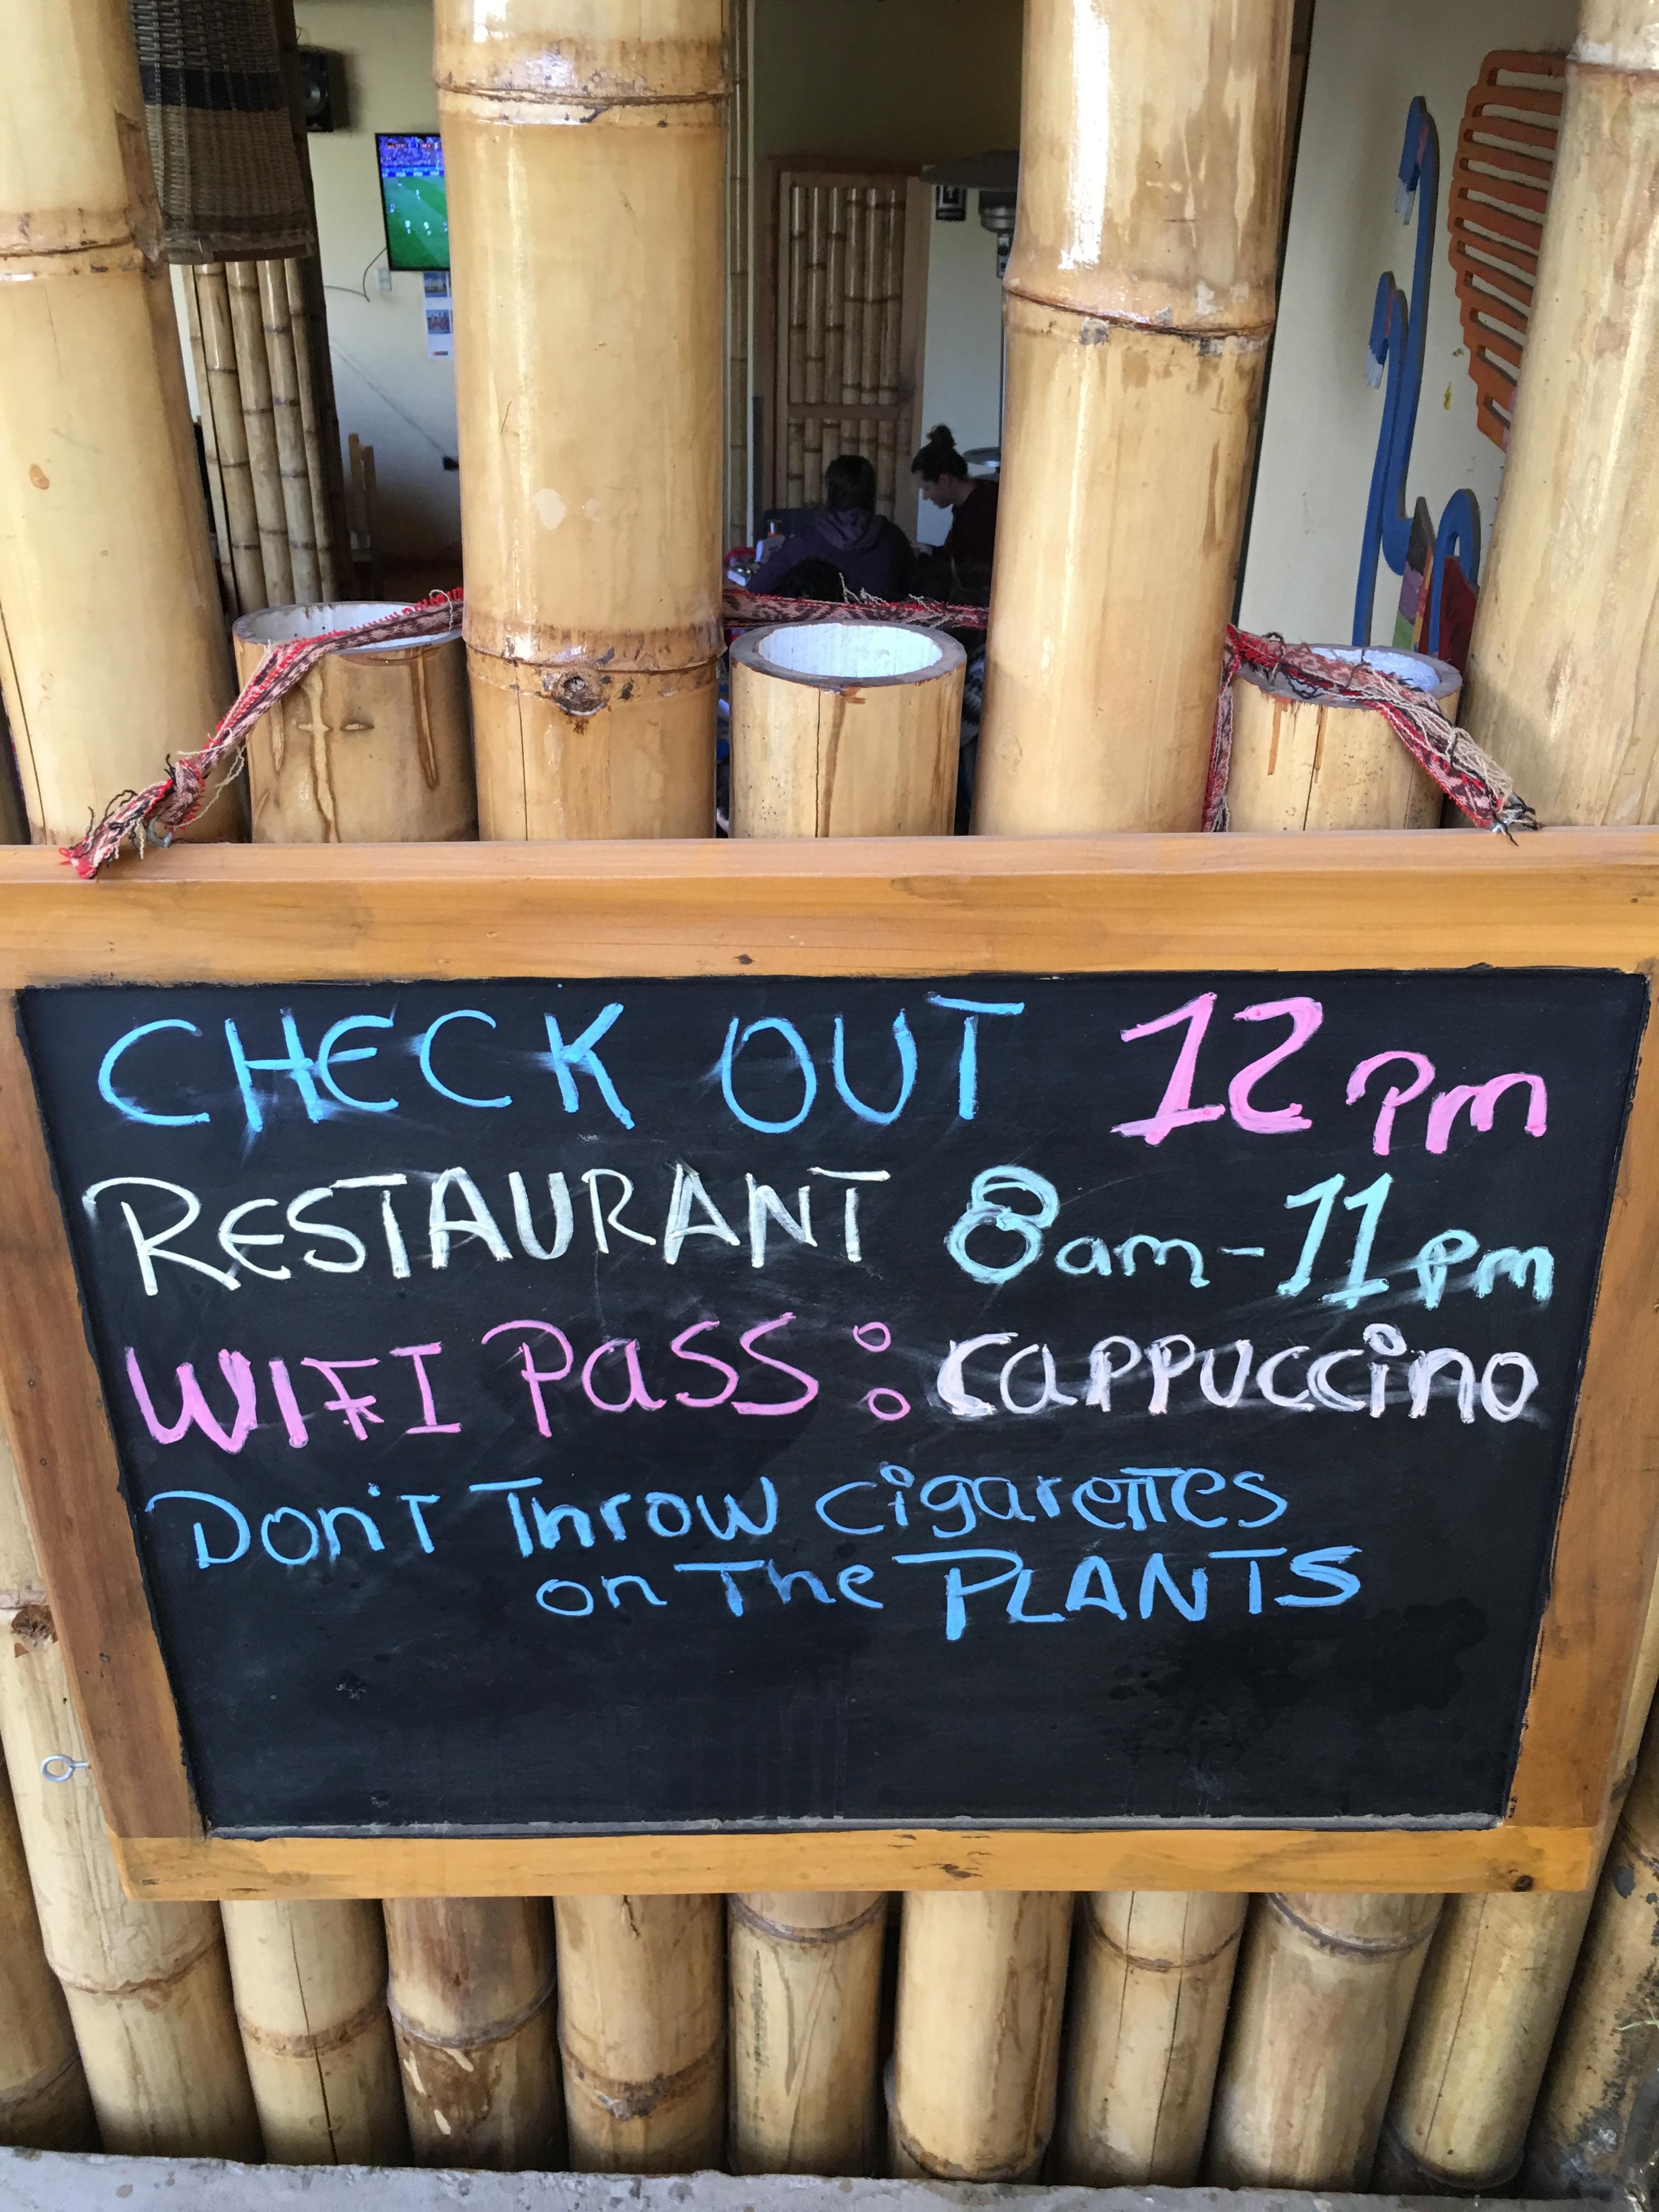 CHECK OUT 12 Pm
RESTAURANT 8am-11pm
WIFI Pass: cappuccino
Don't Throw cigarettes
on The PLANTS